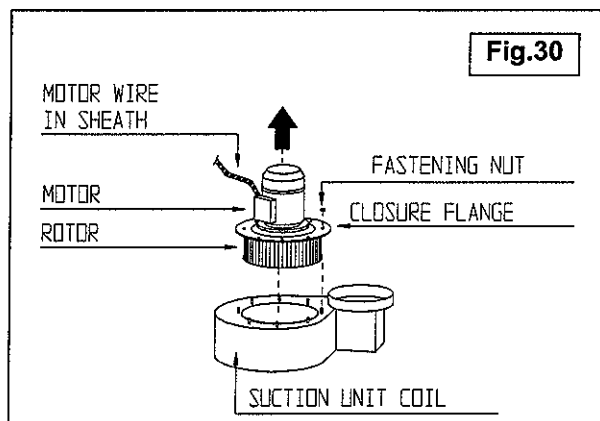 Fig.30
MOTOR WIRE
IN SHEATH
FASTENING NUT
MOTOR
CLOSURE FLANGE
ROTOR
SUCTION UNIT COIL